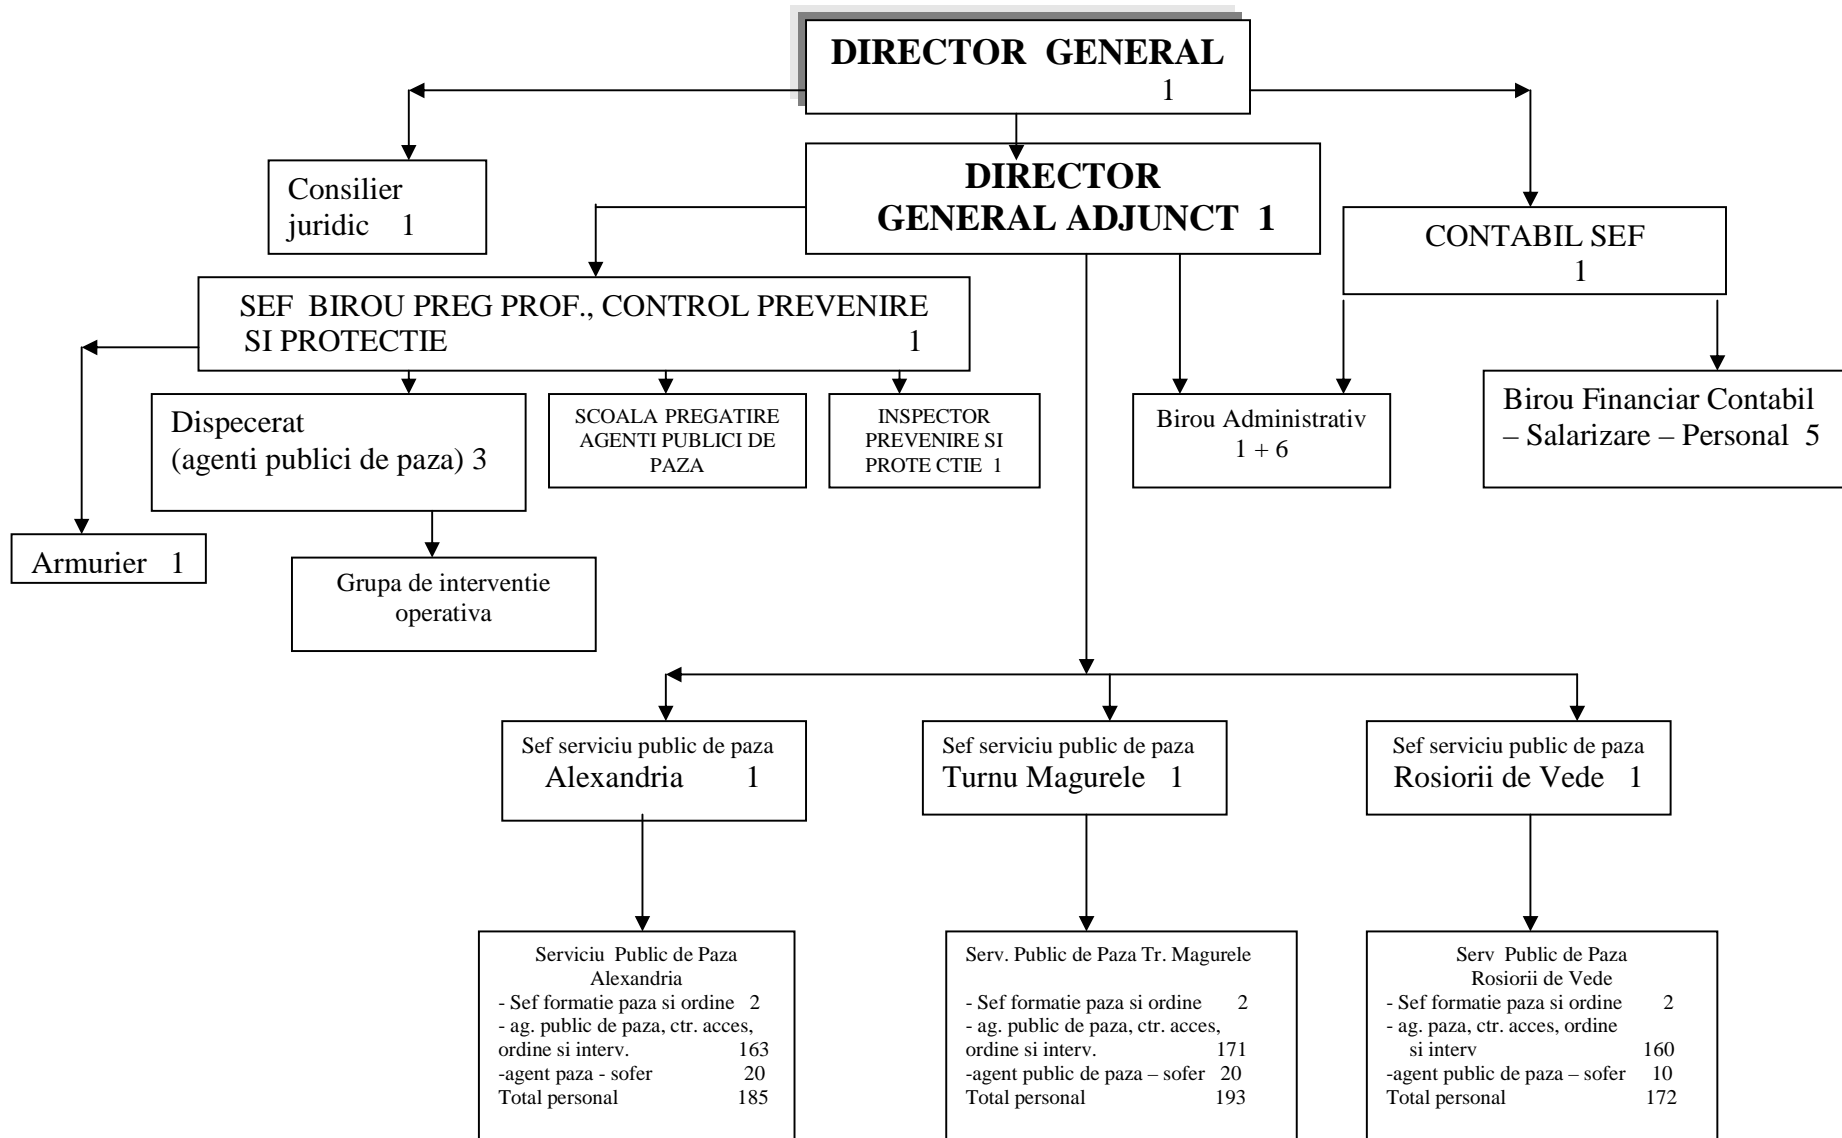 DIRECTOR GENERAL
1
Consilier
juridic 1
DIRECTOR
GENERAL ADJUNCT 1
CONTABIL SEF
1
SEF BIROU PREG PROF., CONTROL PREVENIRE
SI PROTECTIE 1
Dispecerat
(agenti publici de paza) 3
SCOALA PREGATIRE
AGENTI PUBLICI DE
PAZA
INSPECTOR
PREVENIRE SI
PROTE CTIE 1
Birou Administrativ
1 + 6
Birou Financiar Contabil
– Salarizare – Personal 5
Armurier 1
Grupa de interventie
operativa
Sef serviciu public de paza
Alexandria 1
Sef serviciu public de paza
Turnu Magurele 1
Sef serviciu public de paza
Rosiorii de Vede 1
Serviciu Public de Paza
Alexandria
- Sef formatie paza si ordine 2
- ag. public de paza, ctr. acces,
ordine si interv. 163
-agent paza - sofer 20
Total personal 185
Serv. Public de Paza Tr. Magurele
- Sef formatie paza si ordine 2
- ag. public de paza, ctr. acces,
ordine si interv. 171
-agent public de paza – sofer 20
Total personal 193
Serv Public de Paza
Rosiorii de Vede
- Sef formatie paza si ordine 2
- ag. paza, ctr. acces, ordine
si interv 160
-agent public de paza – sofer 10
Total personal 172